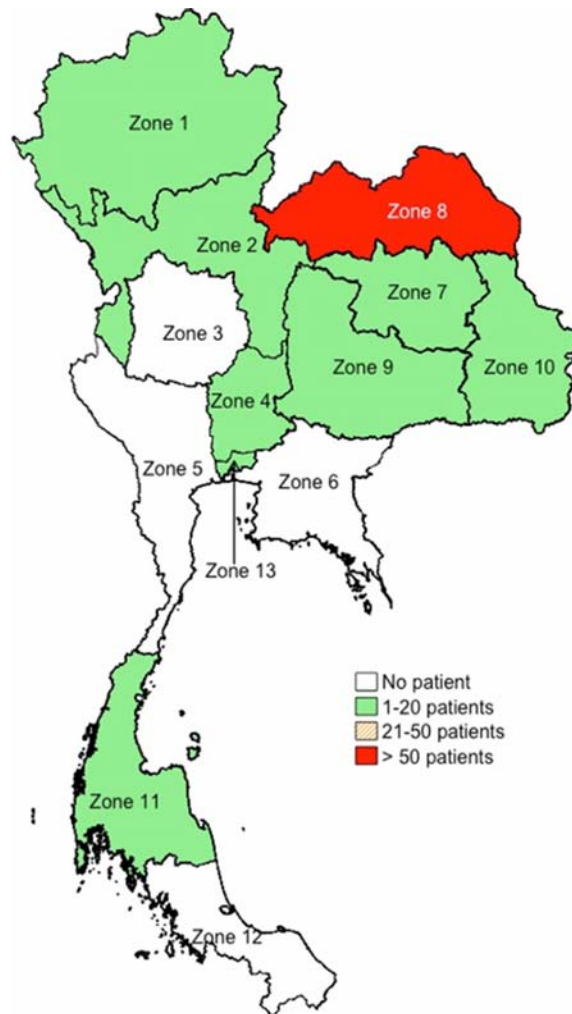 Zone 1
Zone 8
Zone 2
Zone 7
Zone 3
Zone 9
Zone 10
Zone 4
Zone 5
Zone 6
Zone 13
No patient
1-20 patients
21-50 patients
> 50 patients
Zone 11
Zone 12